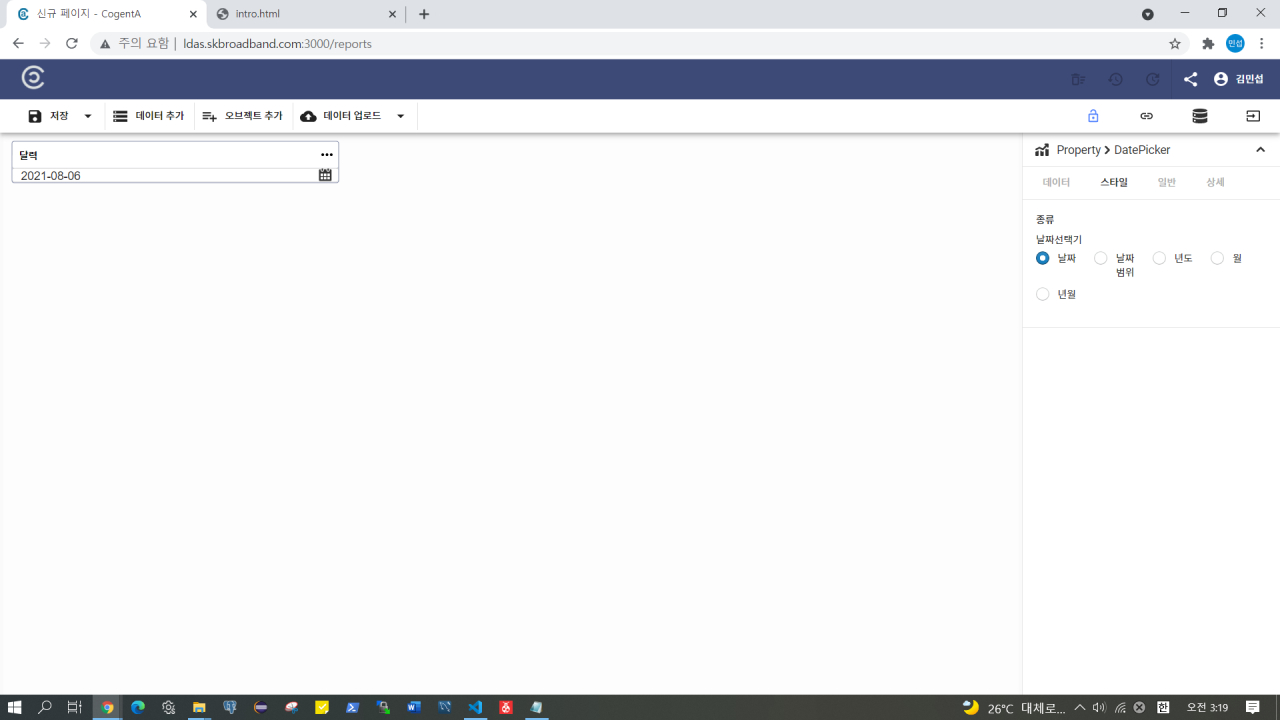 신규 페이지 - CogentA
intro.html
주의 요함 | ldas.skbroadband.com:3000/reports
민섭
김민섭
저장
데이터 추가
오브젝트 추가
데이터 업로드
달력
2021-08-06
Property > DatePicker
데이터 스타일 일반 상세
종류
날짜선택기
날짜 날짜 범위 년도 월
년월
26°C 대체로... 한 오전 3:19